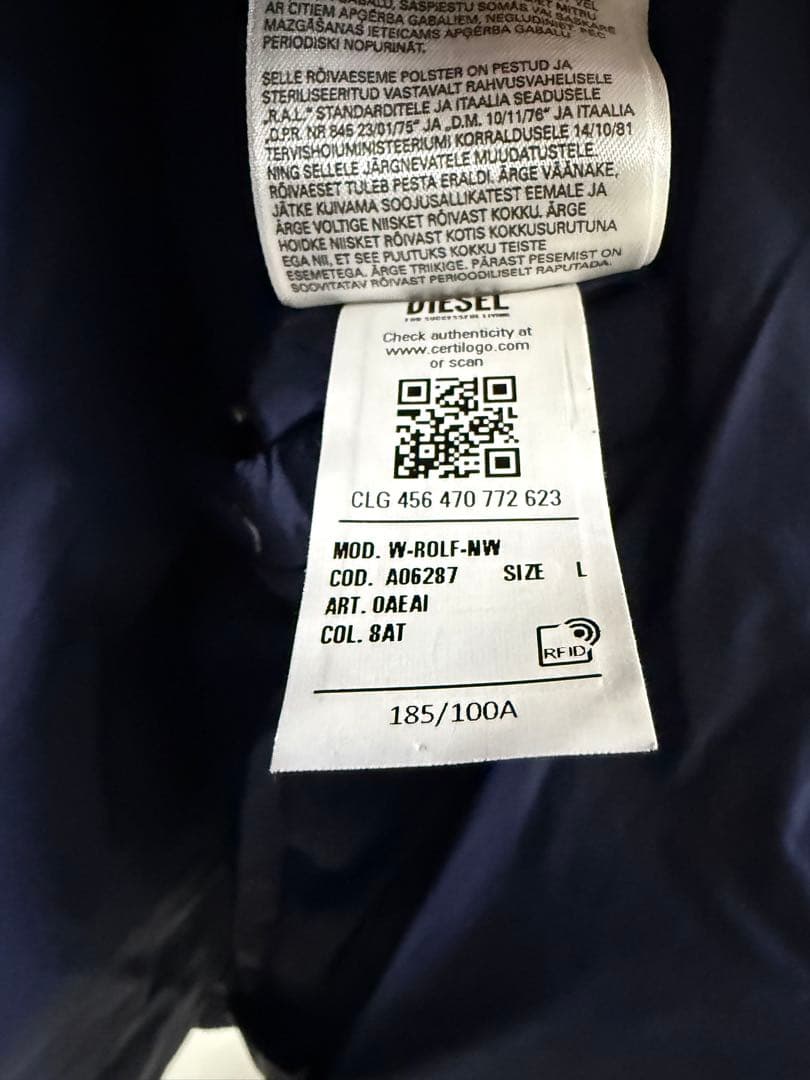 AR CITIEM APĢĒRBA GABALIEM, NEGLUDINIET
MAZGĀŠANAS IETEICAMS APĢĒRBA GABALU
PERIODISKI NOPURINĀT.
SELLE RÕIVAESEME POLSTER ON PESTUD JA
STERILISEERITUD VASTAVALT RAHVUSVAHELISELE
„R.A.L.“ STANDARDITELE JA ITAALIA SEADUSELE
„D.P.R. NR 845 23/01/75“ JA „D.M. 10/11/76“ JA ITAALIA
TERVISHOIUMINISTEERIUMI KORRALDUSELE 14/10/81
NING SELLELE JÄRGNEVATELE MUUDATUSTELE.
RÕIVAESET TULEB PESTA ERALDI. ÄRGE VÄÄNAKE,
JÄTKE KUIVAMA SOOJUSALLIKATEST EEMALE JA
ÄRGE VOLTIGE NIISKET RÕIVAST KOKKU. ÄRGE
HOIDKE NIISKET RÕIVAST KOTIS KOKKUSURUTUNA
EGA NII, ET SEE PUUTUKS KOKKU TEISTE
ESEMETEGA. ÄRGE TRIIKIGE. PÄRAST PESEMIST ON
SOOVITATAV RÕIVAST PERIOODILISELT RAPUTADA.
DIESEL
FOR SUCCESSFUL LIVING
Check authenticity at
www.certilogo.com
or scan
CLG 456 470 772 623
MOD. W-ROLF-NW
COD. A06287 SIZE L
ART. 0AEAI
COL. 8AT
RFID
185/100A